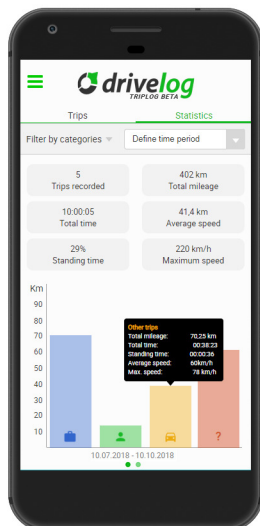 drivelog
TRIPLOG BETA
Trips
Statistics
Filter by categories
Define time period
5
Trips recorded
402 km
Total mileage
10:00:05
Total time
41,4 km
Average speed
29%
Standing time
220 km/h
Maximum speed
Km
90
80
70
60
50
40
30
20
10
Other trips
Total mileage: 70,25 km
Total time: 00:38:23
Standing time: 00:00:36
Average speed: 60km/h
Max. speed: 78 km/h
?
10.07.2018 - 10.10.2018